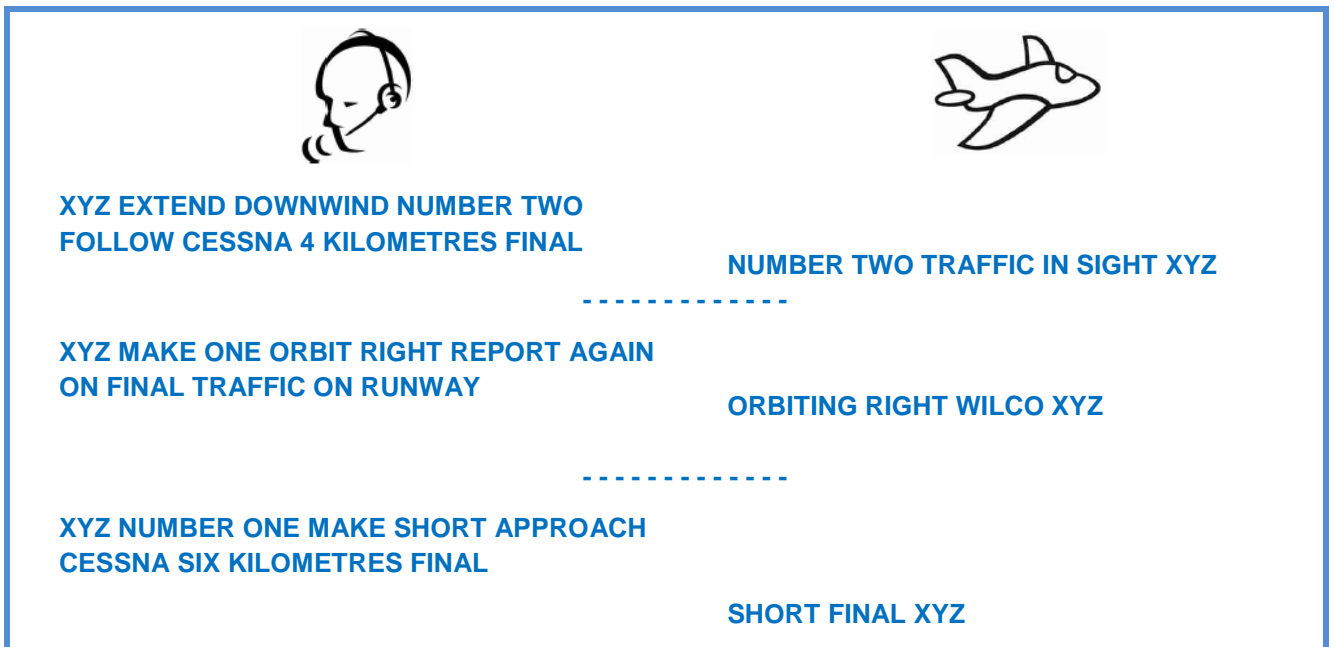 XYZ EXTEND DOWNWIND NUMBER TWO
FOLLOW CESSNA 4 KILOMETRES FINAL
NUMBER TWO TRAFFIC IN SIGHT XYZ
- - - - - - - - - - - - -
XYZ MAKE ONE ORBIT RIGHT REPORT AGAIN
ON FINAL TRAFFIC ON RUNWAY
ORBITING RIGHT WILCO XYZ
- - - - - - - - - - - - -
XYZ NUMBER ONE MAKE SHORT APPROACH
CESSNA SIX KILOMETRES FINAL
SHORT FINAL XYZ